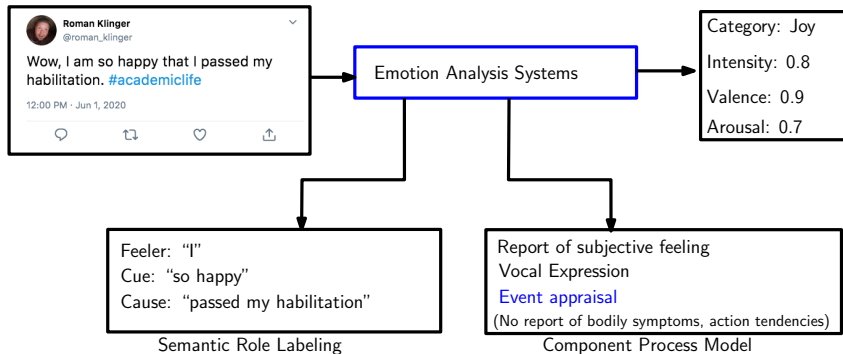 Roman Klinger
@roman_klinger
Wow, I am so happy that I passed my
habilitation. #academiclife
12:00 PM · Jun 1, 2020
Emotion Analysis Systems
Category: Joy
Intensity: 0.8
Valence: 0.9
Arousal: 0.7
Feeler: “I”
Cue: “so happy”
Cause: “passed my habilitation”
Semantic Role Labeling
Report of subjective feeling
Vocal Expression
Event appraisal
(No report of bodily symptoms, action tendencies)
Component Process Model